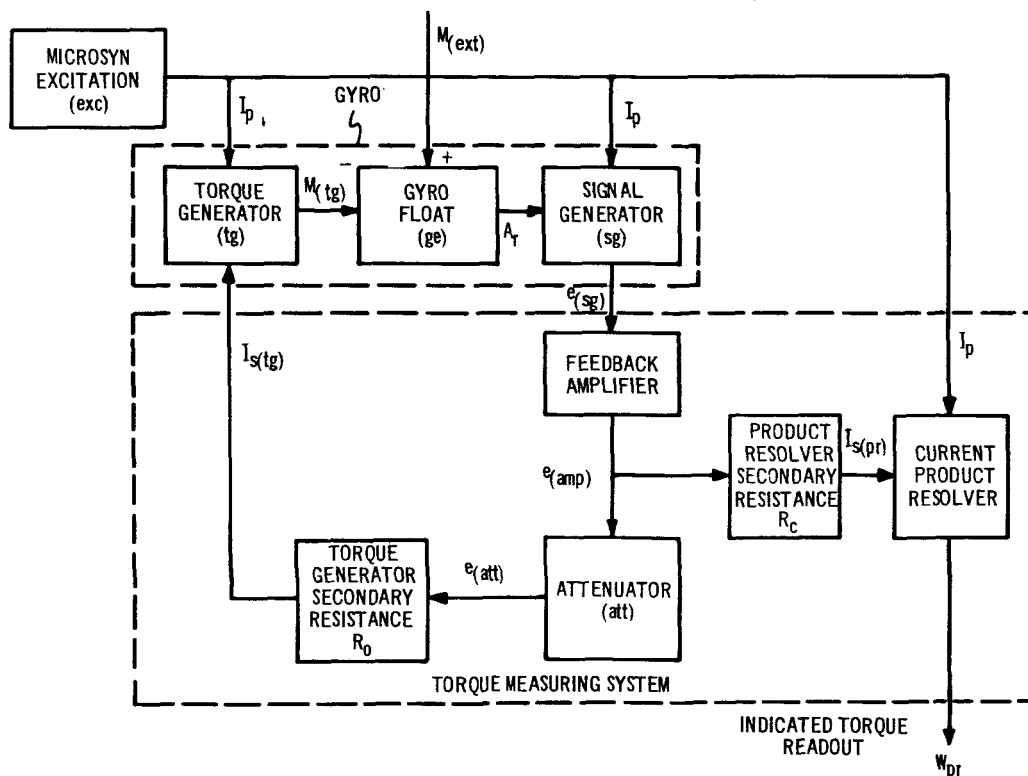 MICROSYN
EXCITATION
(exc)
M(ext)
GYRO
Ip
Ip
TORQUE
GENERATOR
(tg)
M(tg)
-
+
GYRO
FLOAT
(ge)
Ar
SIGNAL
GENERATOR
(sg)
e(sg)
Is(tg)
Ip
FEEDBACK
AMPLIFIER
e(amp)
PRODUCT
RESOLVER
SECONDARY
RESISTANCE
Rc
Is(pr)
CURRENT
PRODUCT
RESOLVER
TORQUE
GENERATOR
SECONDARY
RESISTANCE
Ro
e(att)
ATTENUATOR
(att)
TORQUE MEASURING SYSTEM
INDICATED TORQUE
READOUT
Wpr